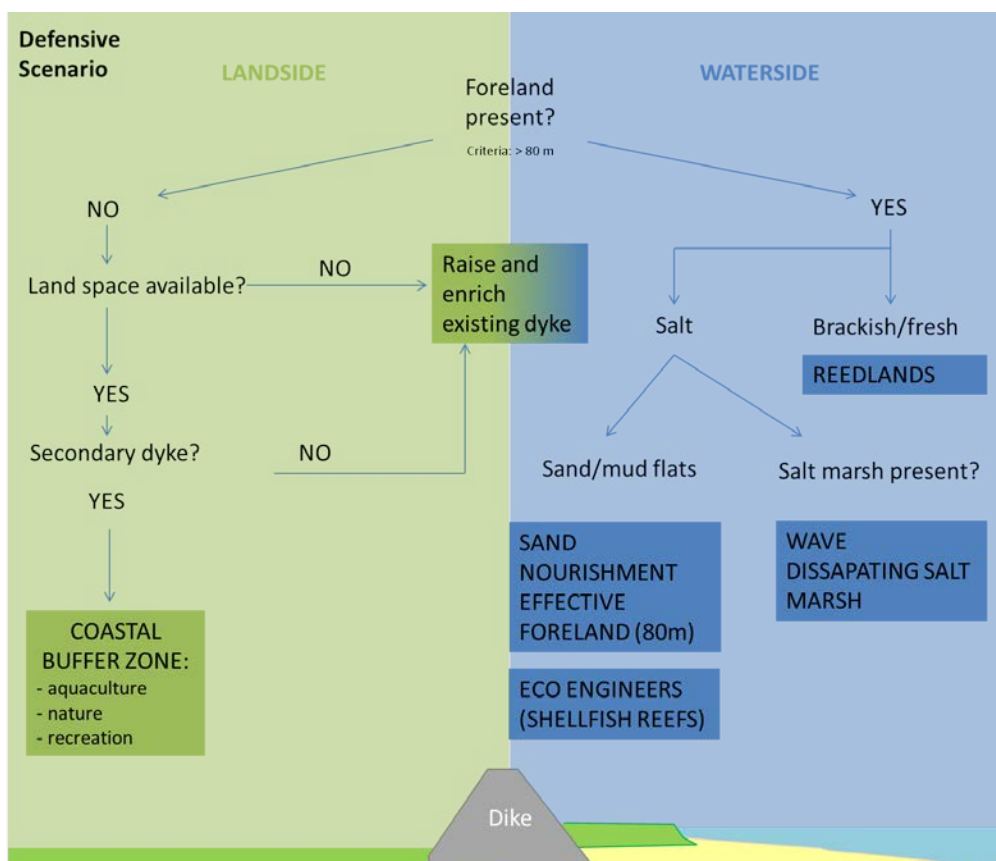 Defensive
Scenario
LANDSIDE
WATERSIDE
Foreland
present?
Criteria: > 80 m
NO
YES
Land space available?
NO
Raise and
enrich
existing dyke
Salt
Brackish/fresh
REEDLANDS
YES
Secondary dyke?
NO
Sand/mud flats
Salt marsh present?
YES
SAND
NOURISHMENT
EFFECTIVE
FORELAND (80m)
WAVE
DISSAPATING SALT
MARSH
COASTAL
BUFFER ZONE:
- aquaculture
- nature
- recreation
ECO ENGINEERS
(SHELLFISH REEFS)
Dike